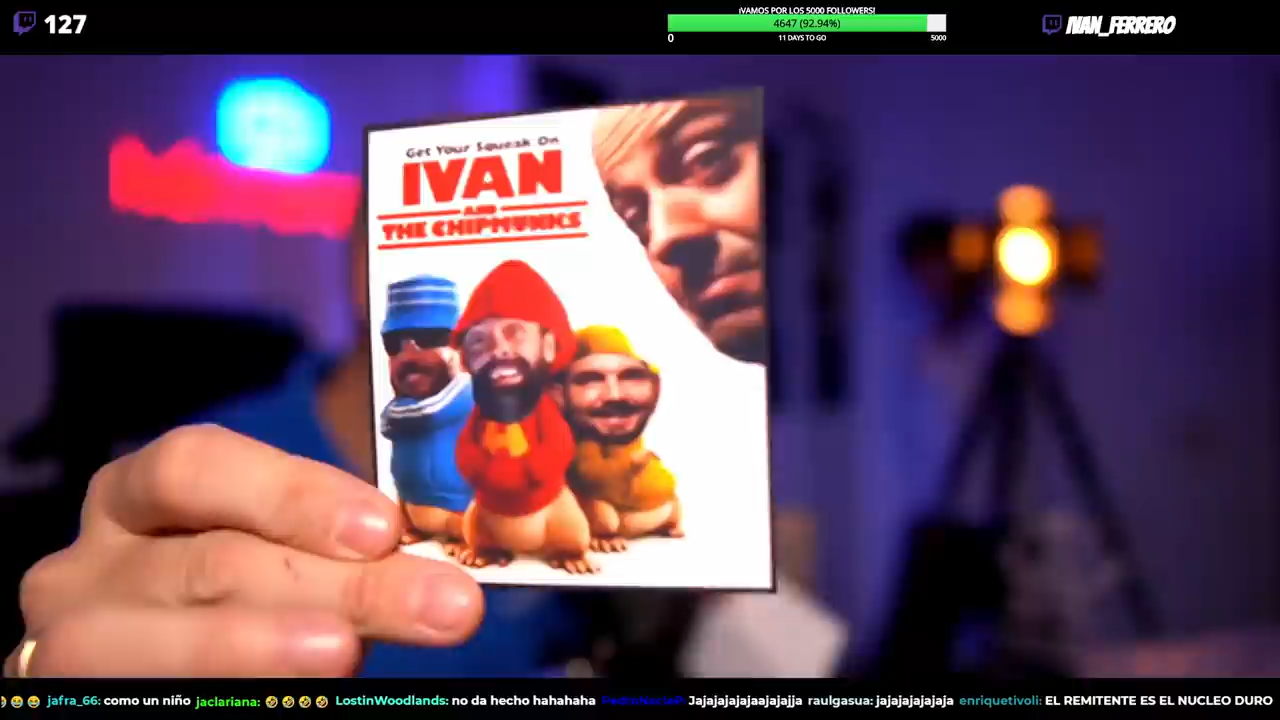 127
¡VAMOS POR LOS 5000 FOLLOWERS!
4647 (92.94%)
0 11 DAYS TO GO 5000
IVAN_FERRERO
Get Your Squeak On
IVAN
AND
THE CHIPMUNKS
jafra_66: como un niño jaclariana: LostinWoodlands: no da hecho hahahaha Jajajajajaajajajja raulgasua: jajajajajaja enriquetivoli: EL REMITENTE ES EL NUCLEO DURO